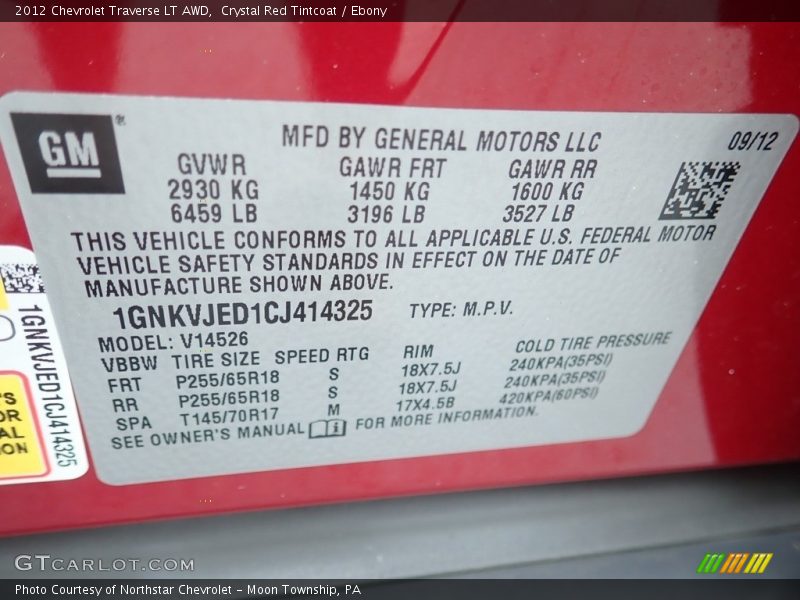 2012 Chevrolet Traverse LT AWD, Crystal Red Tintcoat / Ebony
GM®
MFD BY GENERAL MOTORS LLC
09/12
GVWR GAWR FRT GAWR RR
2930 KG 1450 KG 1600 KG
6459 LB 3196 LB 3527 LB
THIS VEHICLE CONFORMS TO ALL APPLICABLE U.S. FEDERAL MOTOR
VEHICLE SAFETY STANDARDS IN EFFECT ON THE DATE OF
MANUFACTURE SHOWN ABOVE.
1GNKVJED1CJ414325 TYPE: M.P.V.
MODEL: V14526
VBBW TIRE SIZE SPEED RTG RIM COLD TIRE PRESSURE
FRT P255/65R18 S 18X7.5J 240KPA(35PSI)
RR P255/65R18 S 18X7.5J 240KPA(35PSI)
SPA T145/70R17 M 17X4.5B 420KPA(60PSI)
SEE OWNER'S MANUAL i FOR MORE INFORMATION.
1GNKVJED1CJ414325
'S
OR
AL
ON
GTCARLOT.COM
Photo Courtesy of Northstar Chevrolet – Moon Township, PA